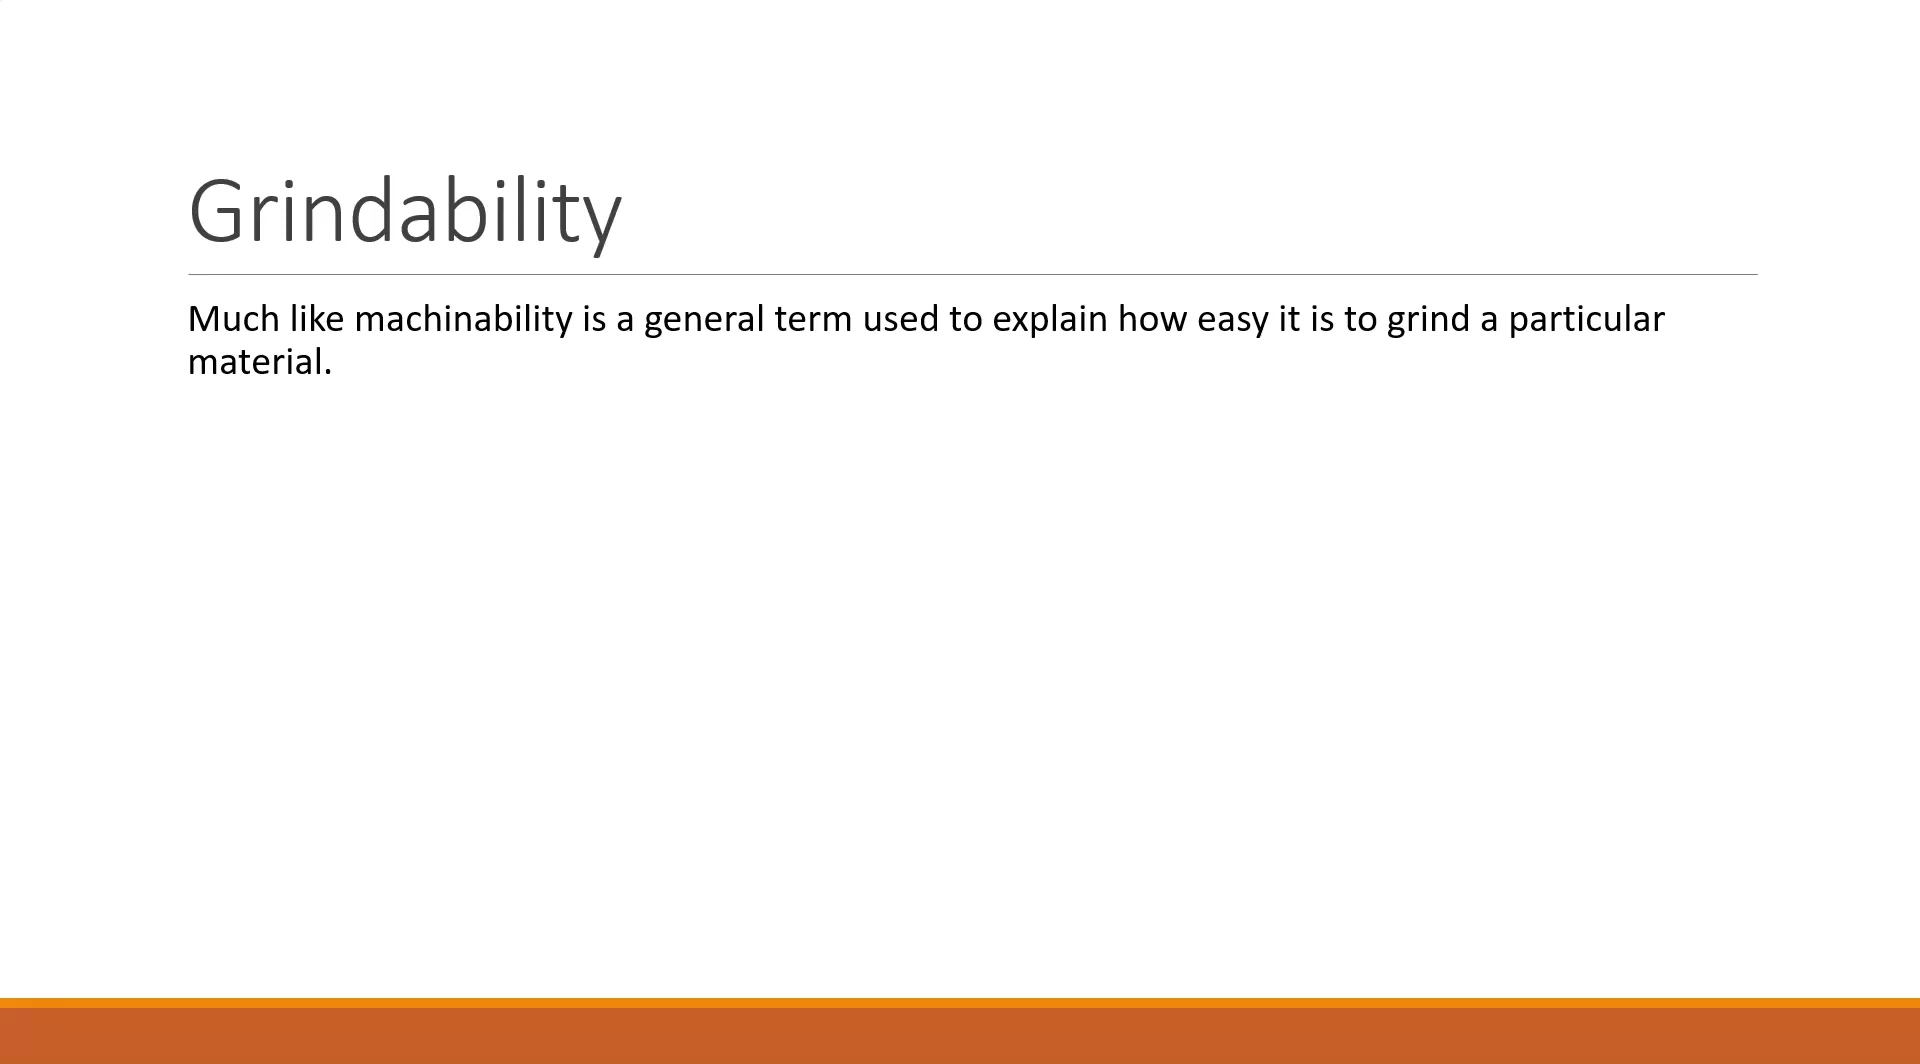 Grindability
Much like machinability is a general term used to explain how easy it is to grind a particular
material.